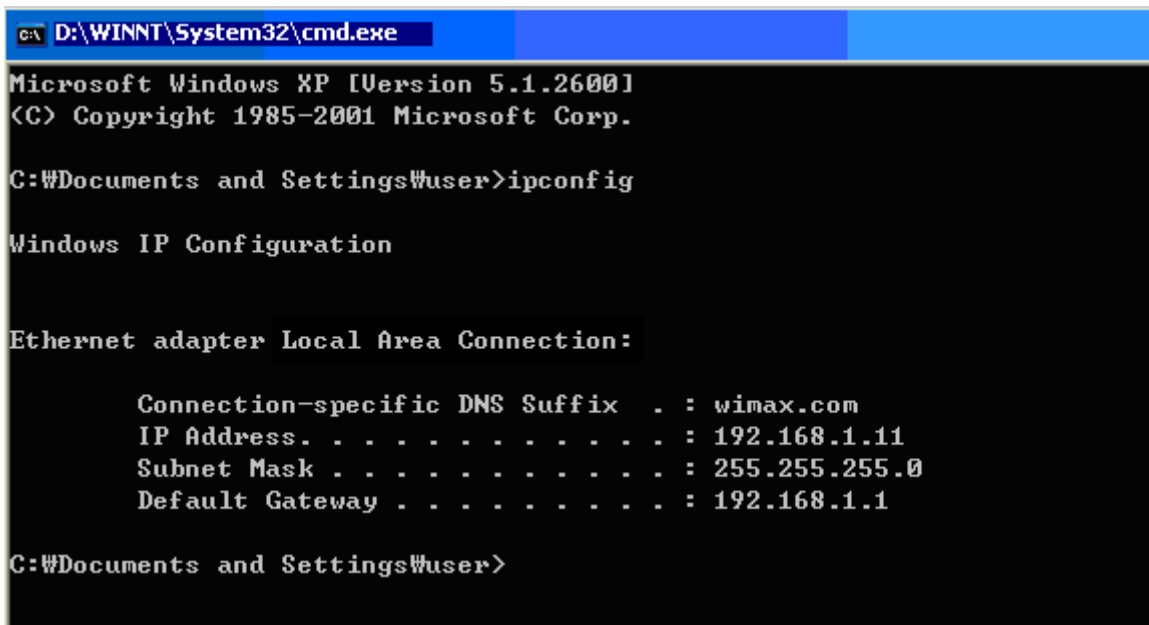 D:\WINNT\System32\cmd.exe
Microsoft Windows XP [Version 5.1.2600]
(C) Copyright 1985-2001 Microsoft Corp.
C:₩Documents and Settings₩user>ipconfig
Windows IP Configuration
Ethernet adapter Local Area Connection:
Connection-specific DNS Suffix . : wimax.com
IP Address. . . . . . . . . . . . : 192.168.1.11
Subnet Mask . . . . . . . . . . . : 255.255.255.0
Default Gateway . . . . . . . . . : 192.168.1.1
C:₩Documents and Settings₩user>